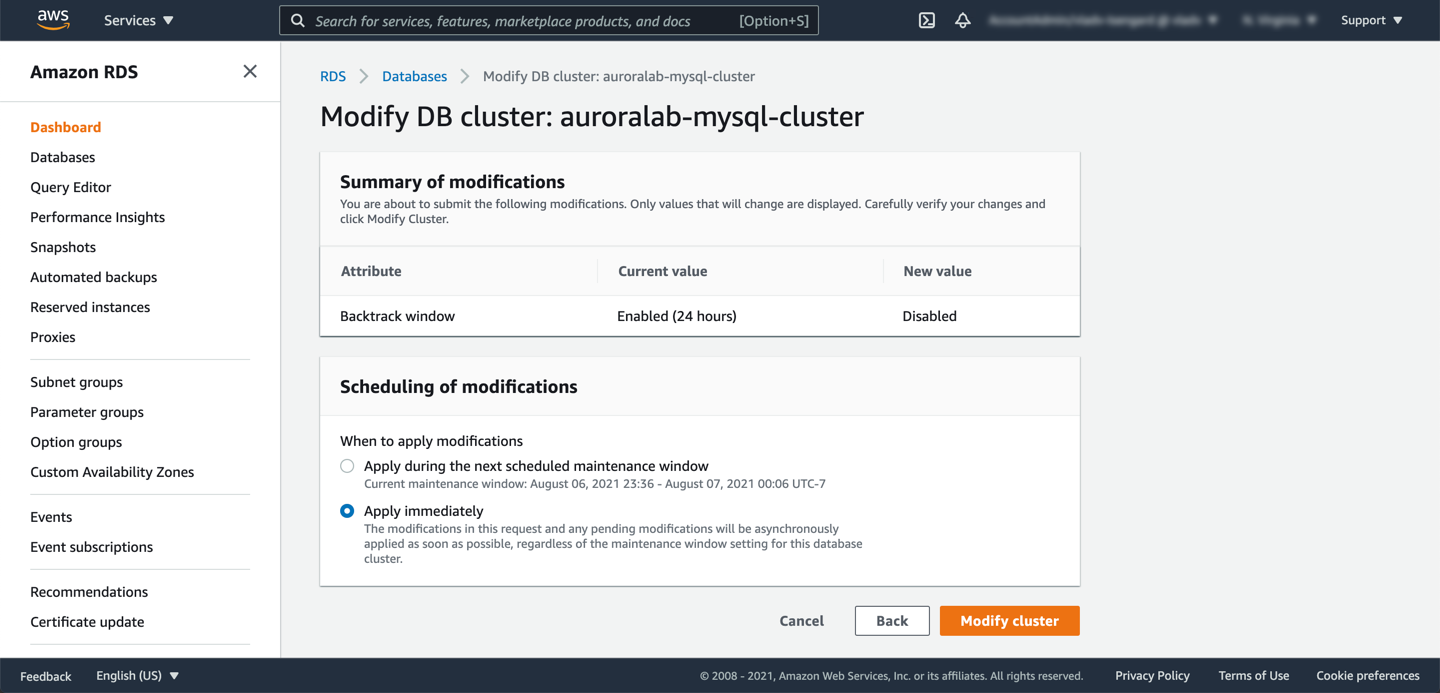 aws
Services
Search for services, features, marketplace products, and docs
[Option+S]
Support
Amazon RDS
Dashboard
Databases
Query Editor
Performance Insights
Snapshots
Automated backups
Reserved instances
Proxies
Subnet groups
Parameter groups
Option groups
Custom Availability Zones
Events
Event subscriptions
Recommendations
Certificate update
RDS
Databases
Modify DB cluster: auroralab-mysql-cluster
Modify DB cluster: auroralab-mysql-cluster
Summary of modifications
You are about to submit the following modifications. Only values that will change are displayed. Carefully verify your changes and
click Modify Cluster.
Attribute
Current value
New value
Backtrack window
Enabled (24 hours)
Disabled
Scheduling of modifications
When to apply modifications
Apply during the next scheduled maintenance window
Current maintenance window: August 06, 2021 23:36 - August 07, 2021 00:06 UTC-7
Apply immediately
The modifications in this request and any pending modifications will be asynchronously
applied as soon as possible, regardless of the maintenance window setting for this database
cluster.
Cancel
Back
Modify cluster
Feedback
English (US)
© 2008 - 2021, Amazon Web Services, Inc. or its affiliates. All rights reserved.
Privacy Policy
Terms of Use
Cookie preferences